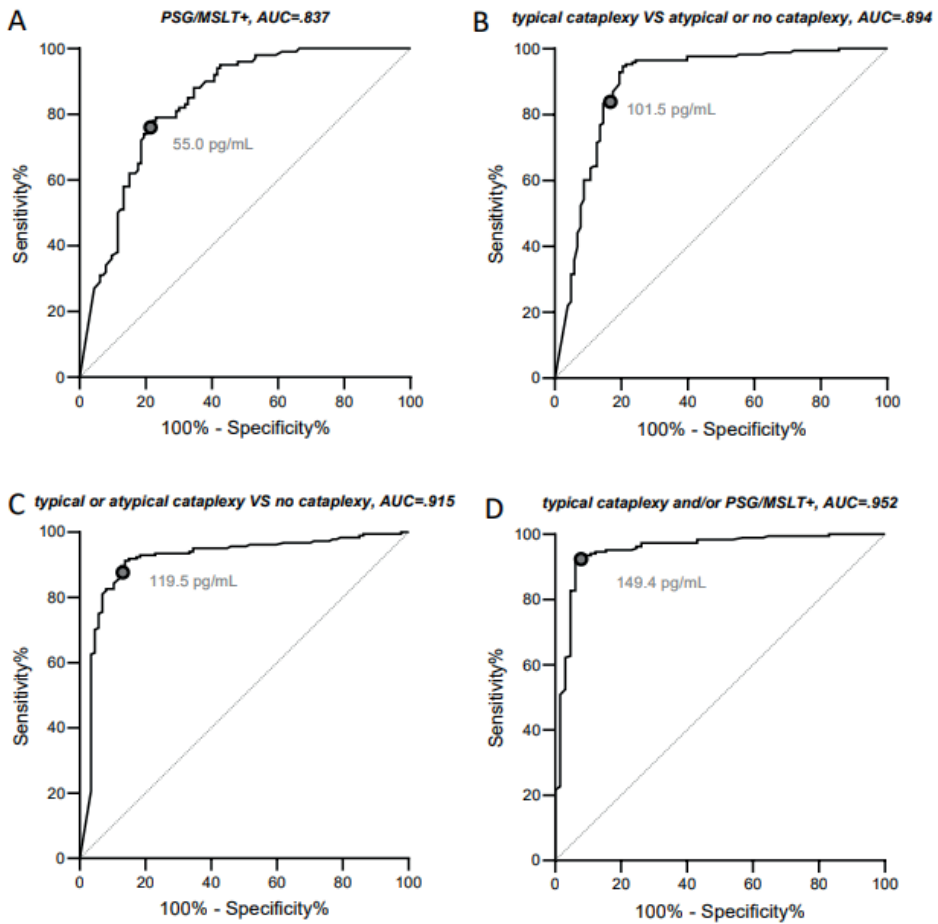 A
PSG/MSLT+, AUC=.837
100
80
60
40
20
0
Sensitivity%
55.0 pg/mL
0 20 40 60 80 100
100% - Specificity%
B
typical cataplexy VS atypical or no cataplexy, AUC=.894
100
80
60
40
20
0
Sensitivity%
101.5 pg/mL
0 20 40 60 80 100
100% - Specificity%
C
typical or atypical cataplexy VS no cataplexy, AUC=.915
100
80
60
40
20
0
Sensitivity%
119.5 pg/mL
0 20 40 60 80 100
100% - Specificity%
D
typical cataplexy and/or PSG/MSLT+, AUC=.952
100
80
60
40
20
0
Sensitivity%
149.4 pg/mL
0 20 40 60 80 100
100% - Specificity%